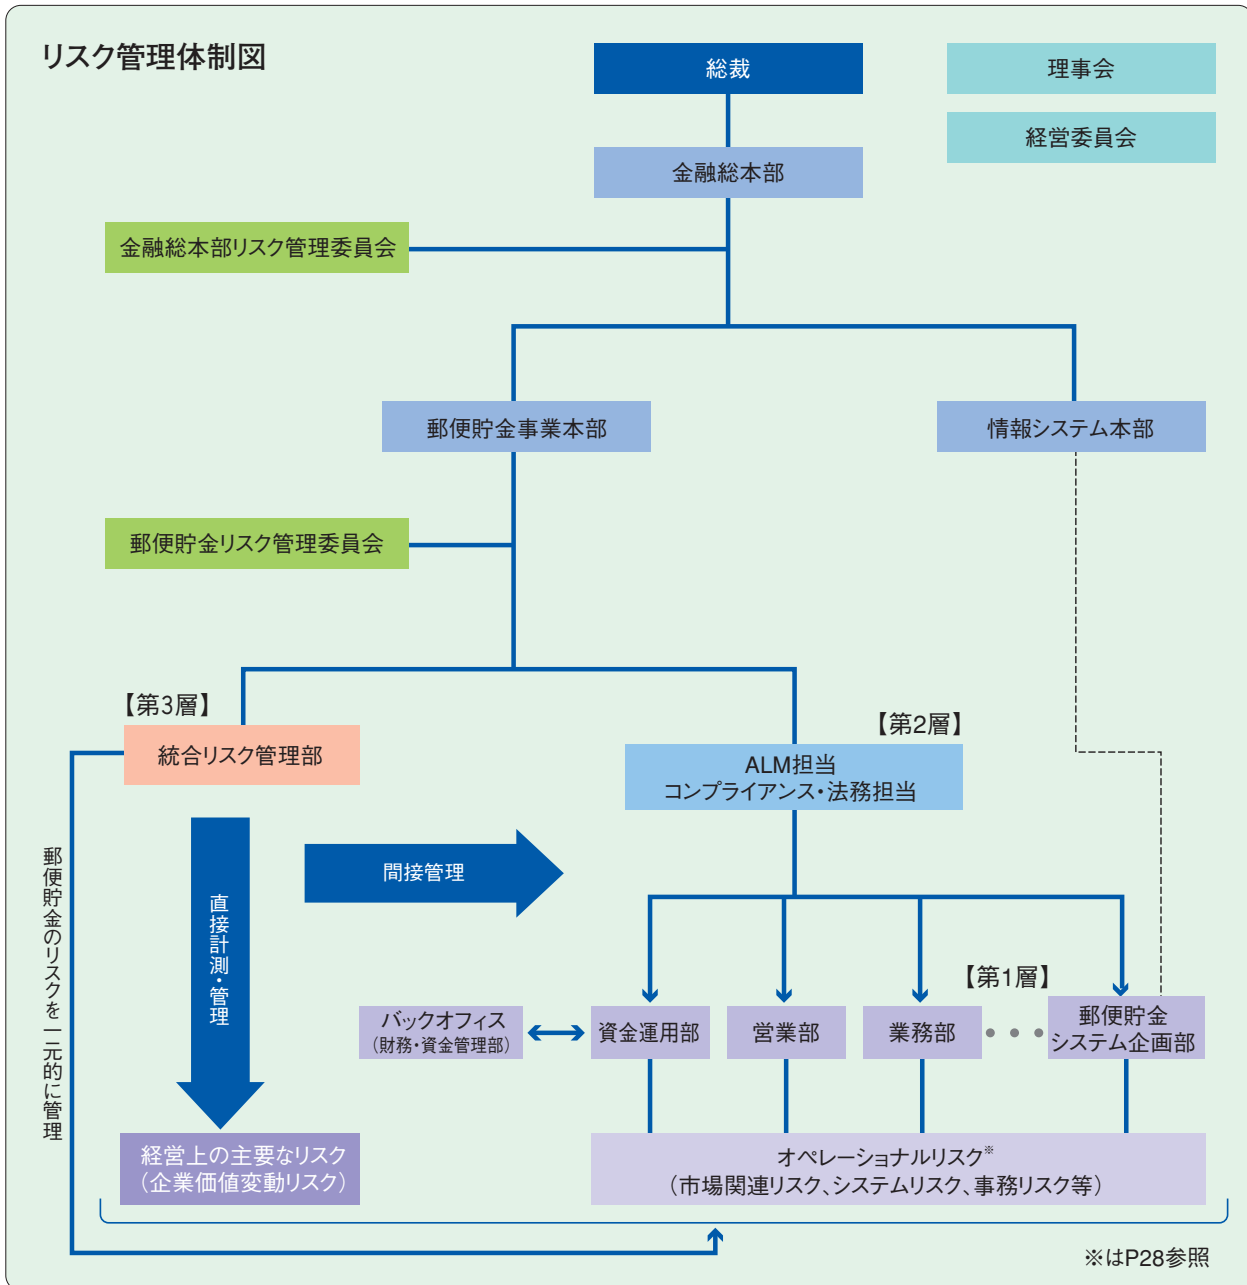 リスク管理体制図
総裁
理事会
経営委員会
金融総本部
金融総本部リスク管理委員会
郵便貯金事業本部
情報システム本部
郵便貯金リスク管理委員会
【第3層】
統合リスク管理部
【第2層】
ALM担当
コンプライアンス・法務担当
郵便貯金のリスクを一元的に管理
直接計測・管理
間接管理
【第1層】
バックオフィス
（財務・資金管理部）
資金運用部
営業部
業務部
・・・
郵便貯金
システム企画部
経営上の主要なリスク
（企業価値変動リスク）
オペレーショナルリスク※
（市場関連リスク、システムリスク、事務リスク等）
※はP28参照